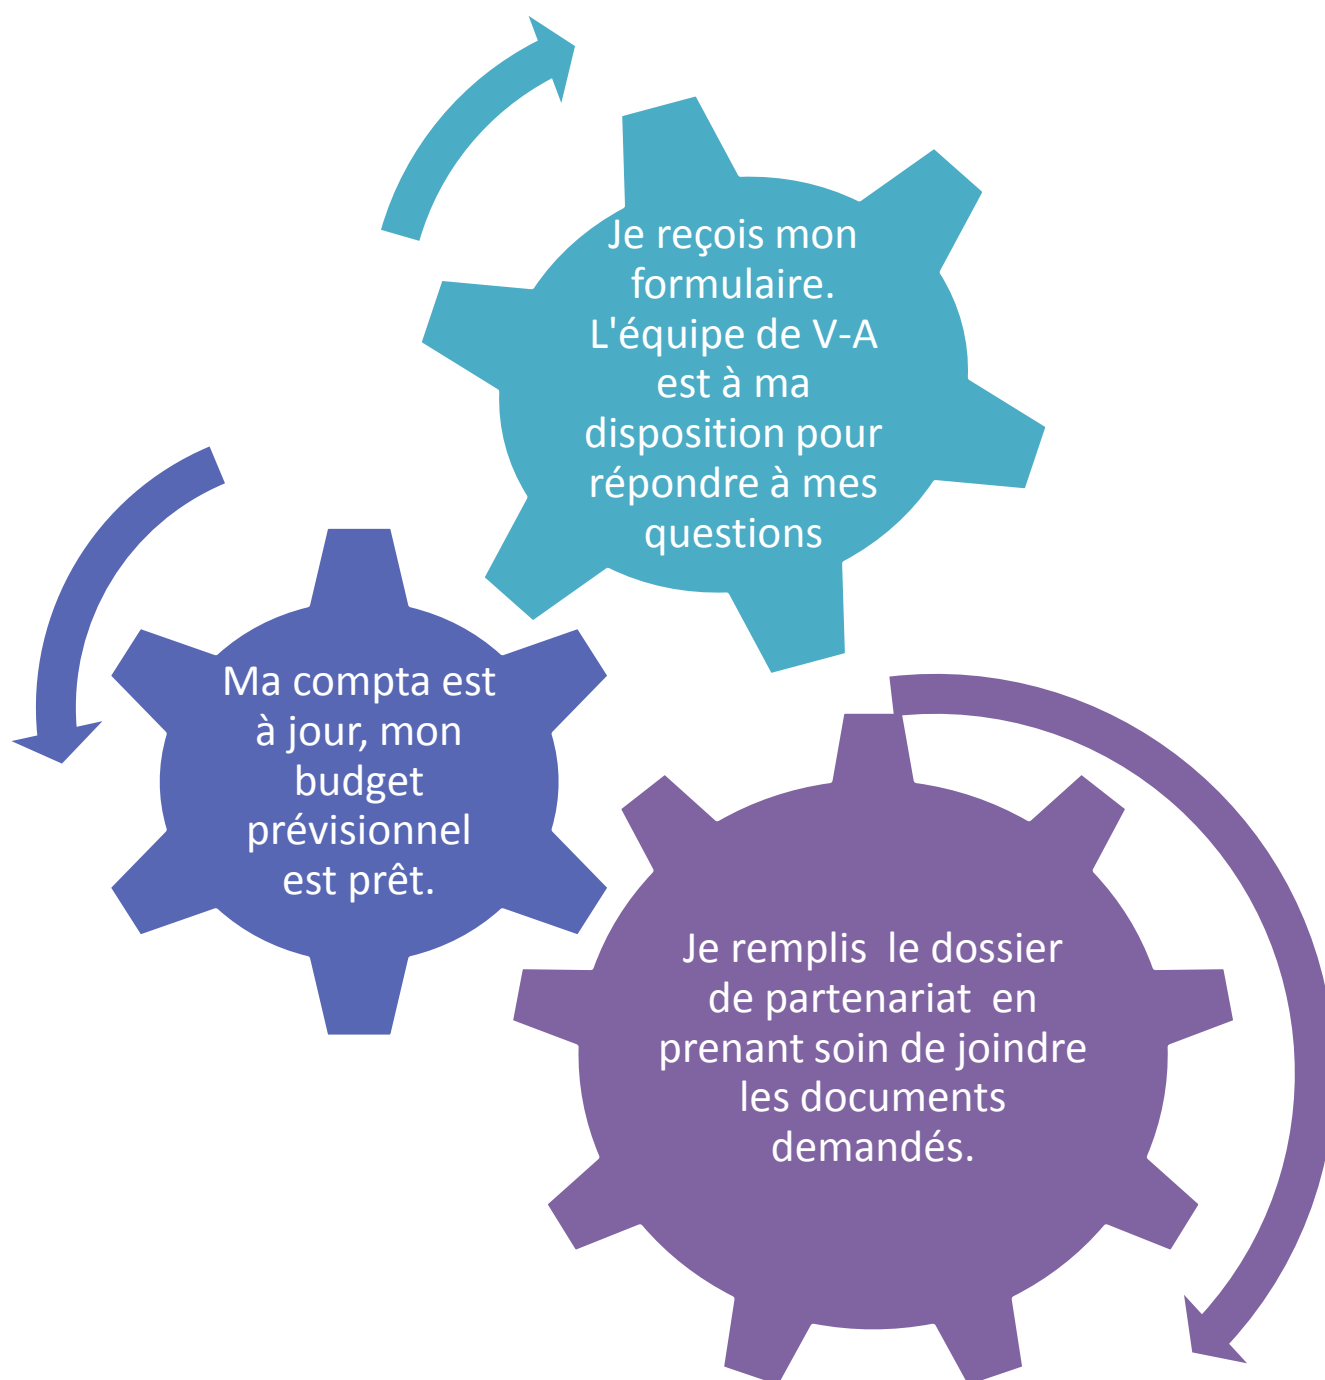 Je reçois mon
formulaire.
L'équipe de V-A
est à ma
disposition pour
répondre à mes
questions
Ma compta est
à jour, mon
budget
prévisionnel
est prêt.
Je remplis  le dossier
de partenariat  en
prenant soin de joindre
les documents
demandés.